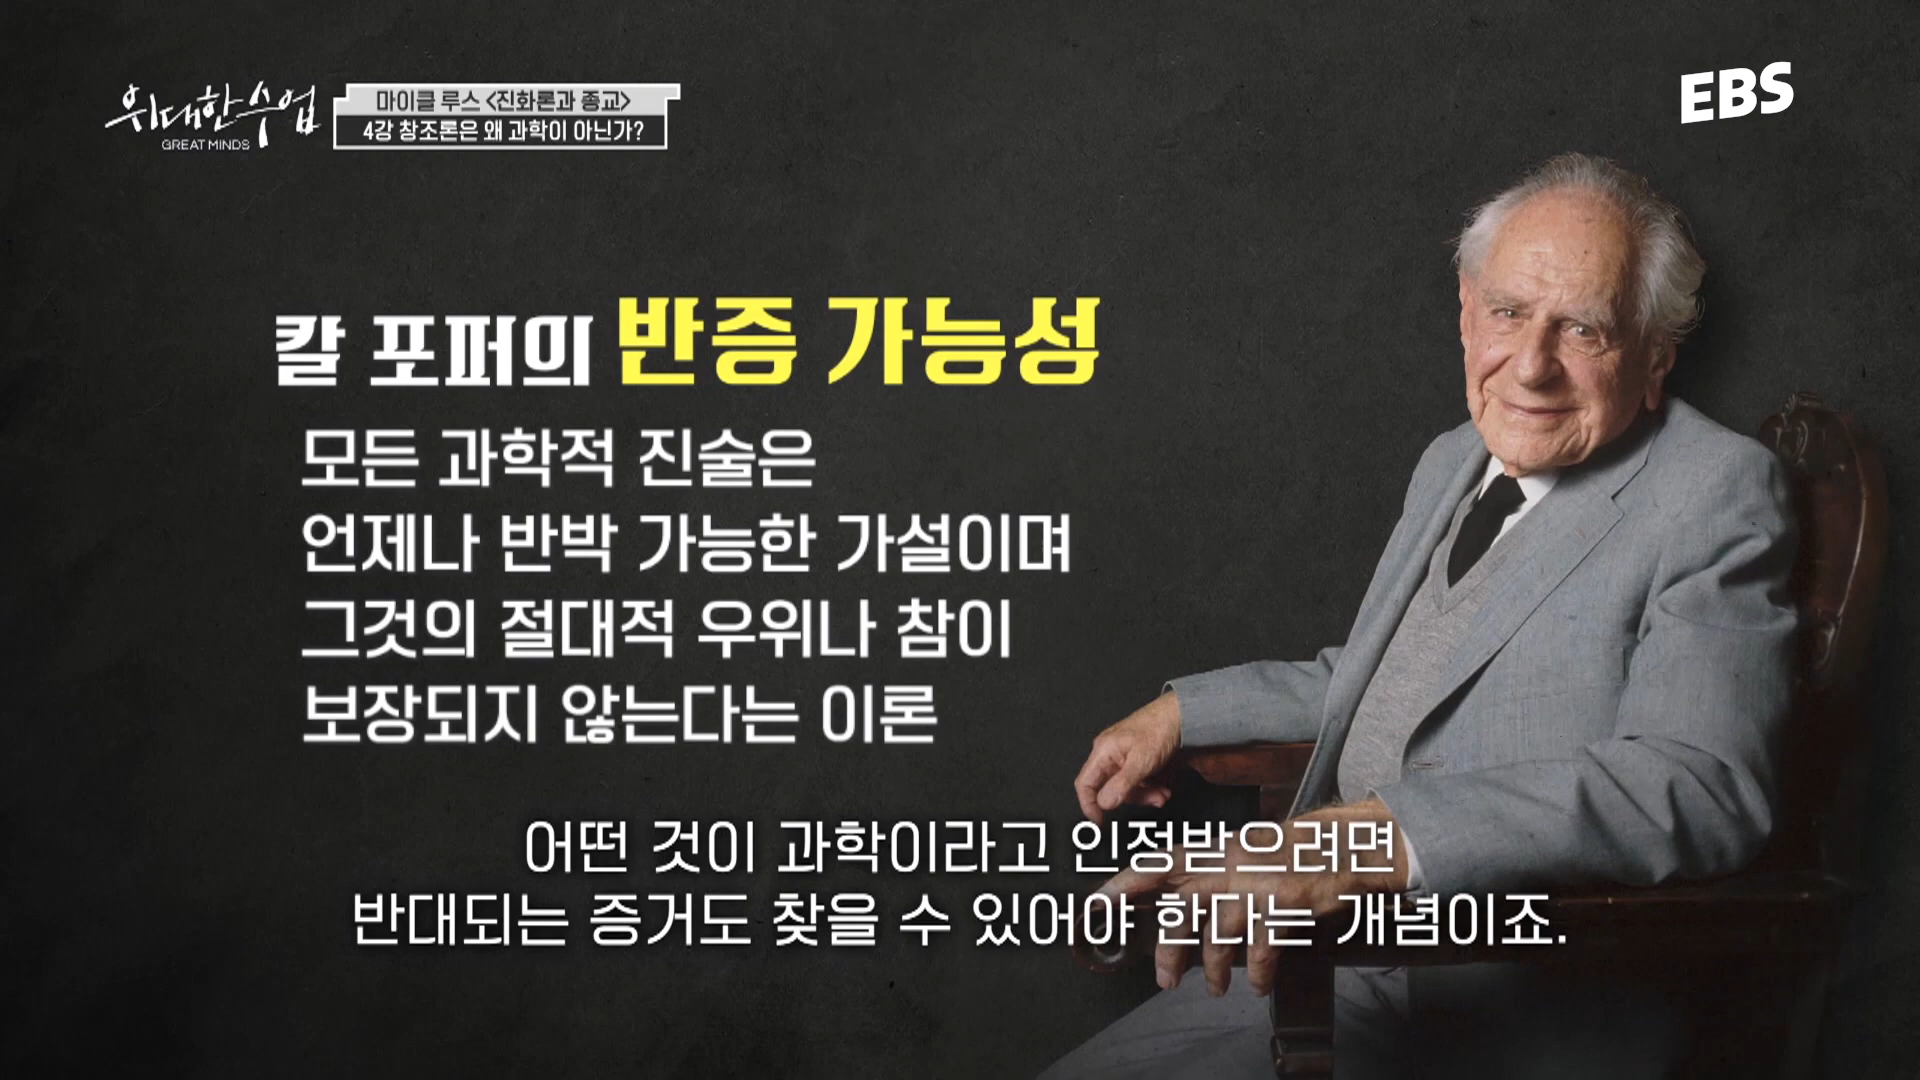 위대한 수업
GREAT MINDS
마이클 루스 <진화론과 종교>
4강 창조론은 왜 과학이 아닌가?
EBS
칼 포퍼의 반증 가능성
모든 과학적 진술은
언제나 반박 가능한 가설이며
그것의 절대적 우위나 참이
보장되지 않는다는 이론
어떤 것이 과학이라고 인정받으려면
반대되는 증거도 찾을 수 있어야 한다는 개념이죠.